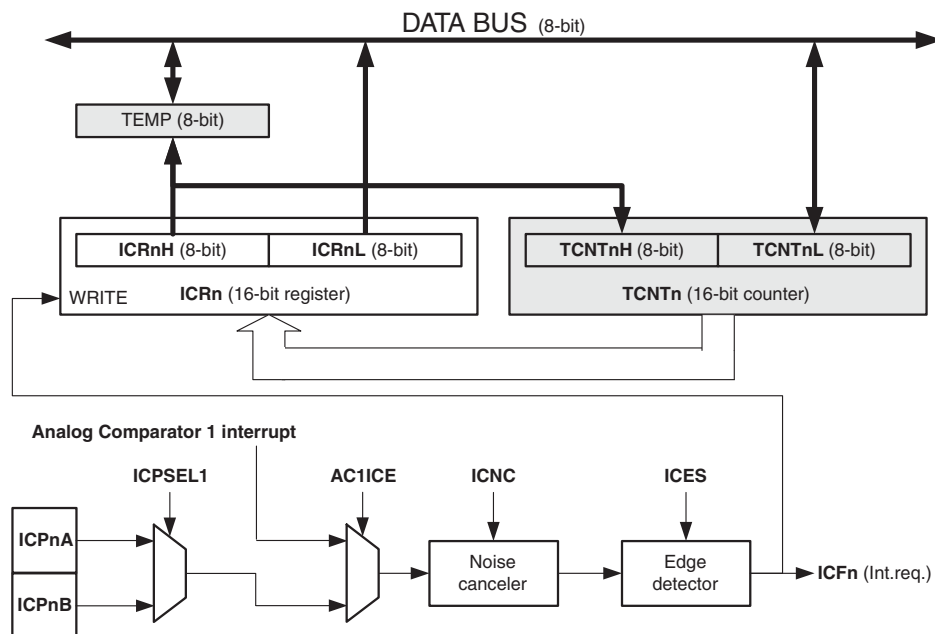 DATA BUS (8-bit)
TEMP (8-bit)
ICRnH (8-bit) ICRnL (8-bit)
TCNTnH (8-bit) TCNTnL (8-bit)
WRITE
ICRn (16-bit register)
TCNTn (16-bit counter)
Analog Comparator 1 interrupt
ICPSEL1
AC1ICE
ICNC
ICES
ICPnA
ICPnB
Noise
canceler
Edge
detector
ICFn (Int.req.)